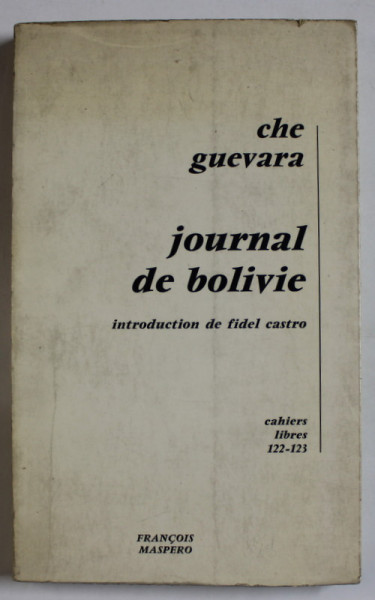 che
guevara
journal
de bolivie
introduction de fidel castro
cahiers
libres
122-123
FRANÇOIS
MASPERO